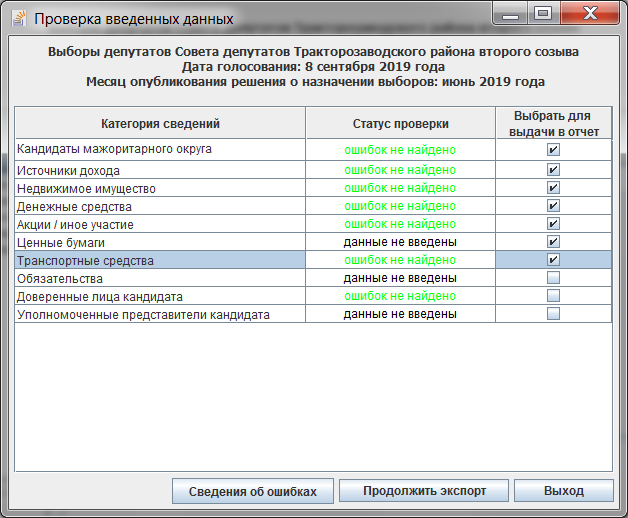 Проверка введенных данных
Выборы депутатов Совета депутатов Тракторозаводского района второго созыва
Дата голосования: 8 сентября 2019 года
Месяц опубликования решения о назначении выборов: июнь 2019 года
Категория сведений Статус проверки Выбрать для
выдачи в отчет
Кандидаты мажоритарного округа ошибок не найдено
Источники дохода ошибок не найдено
Недвижимое имущество ошибок не найдено
Денежные средства ошибок не найдено
Акции / иное участие ошибок не найдено
Ценные бумаги данные не введены
Транспортные средства ошибок не найдено
Обязательства данные не введены
Доверенные лица кандидата ошибок не найдено
Уполномоченные представители кандидата данные не введены
Сведения об ошибках Продолжить экспорт Выход